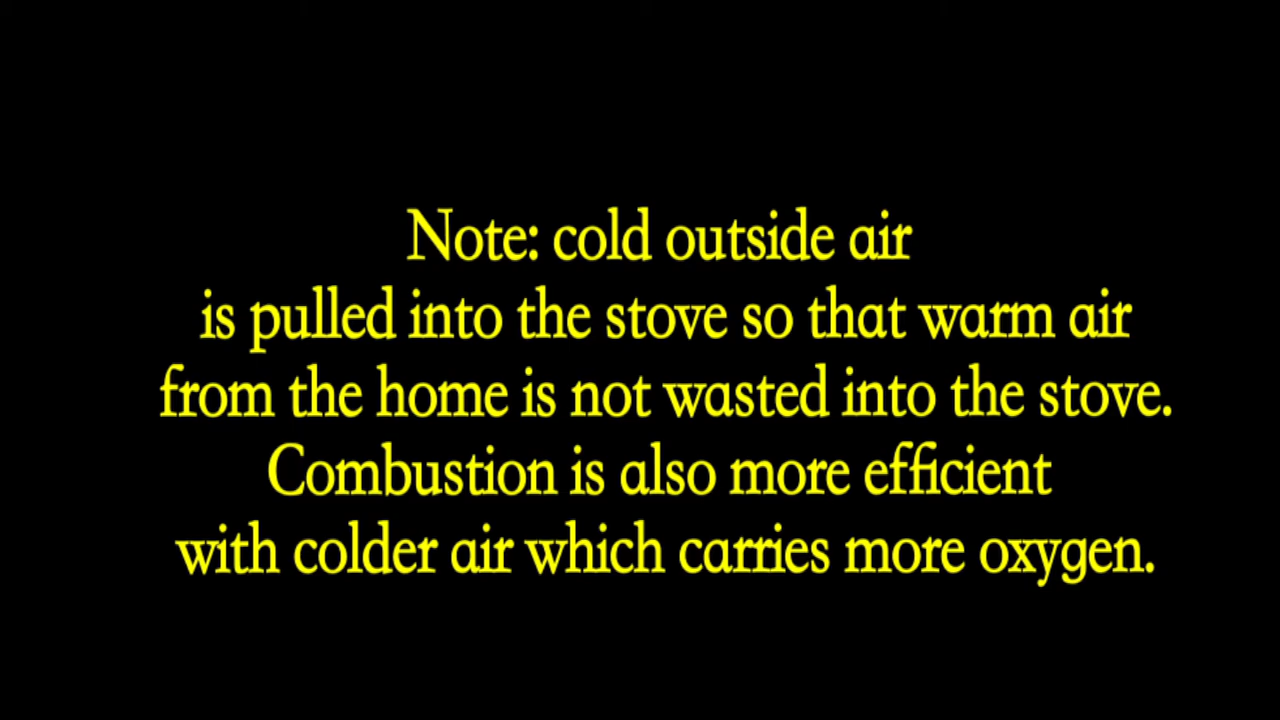 Note: cold outside air
is pulled into the stove so that warm air
from the home is not wasted into the stove.
Combustion is also more efficient
with colder air which carries more oxygen.